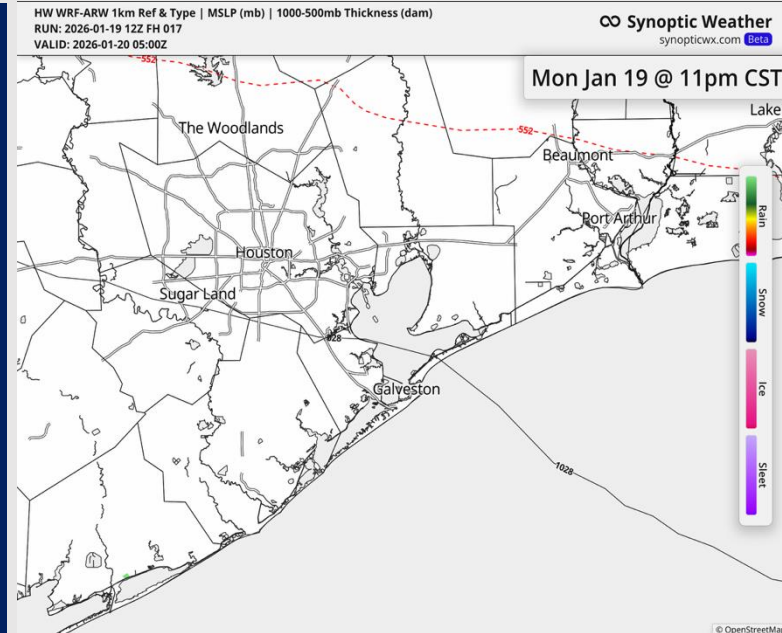 HW WRF-ARW 1km Ref & Type | MSLP (mb) | 1000-500mb Thickness (dam)
RUN: 2026-01-19 12Z FH 017
VALID: 2026-01-20 05:00Z
Synoptic Weather
synopticwx.com Beta
Mon Jan 19 @ 11pm CST
552
The Woodlands
552
Lake
Beaumont
Port Arthur
Houston
Sugar Land
028
Galveston
1028
Rain
Snow
Ice
Sleet
© OpenStreetMa